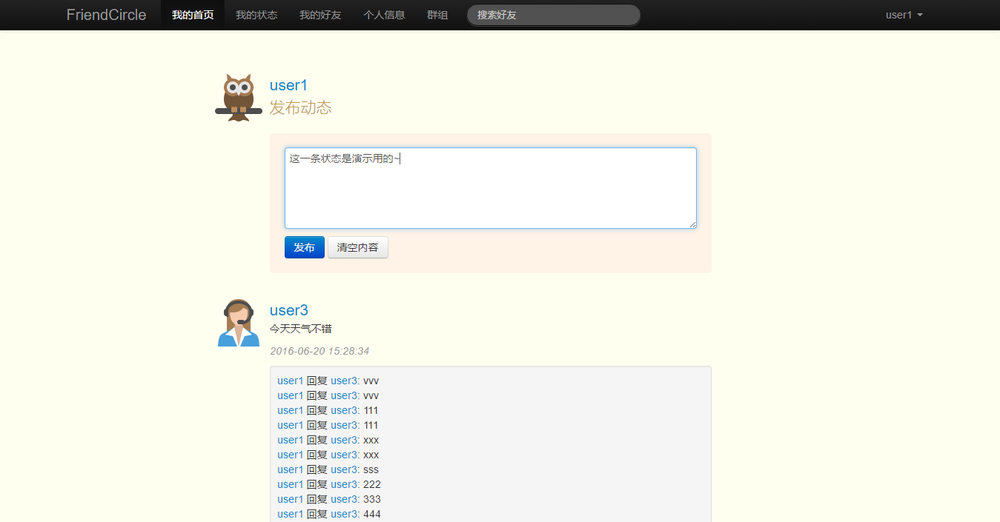 FriendCircle 我的首页 我的状态 我的好友 个人信息 群组 搜索好友 user1
user1
发布动态
这一条状态是演示用的~
发布 清空内容
user3
今天天气不错
2016-06-20 15:28:34
user1 回复 user3: vvv
user1 回复 user3: vvv
user1 回复 user3: 111
user1 回复 user3: 111
user1 回复 user3: xxx
user1 回复 user3: xxx
user1 回复 user3: sss
user1 回复 user3: 222
user1 回复 user3: 333
user1 回复 user3: 444